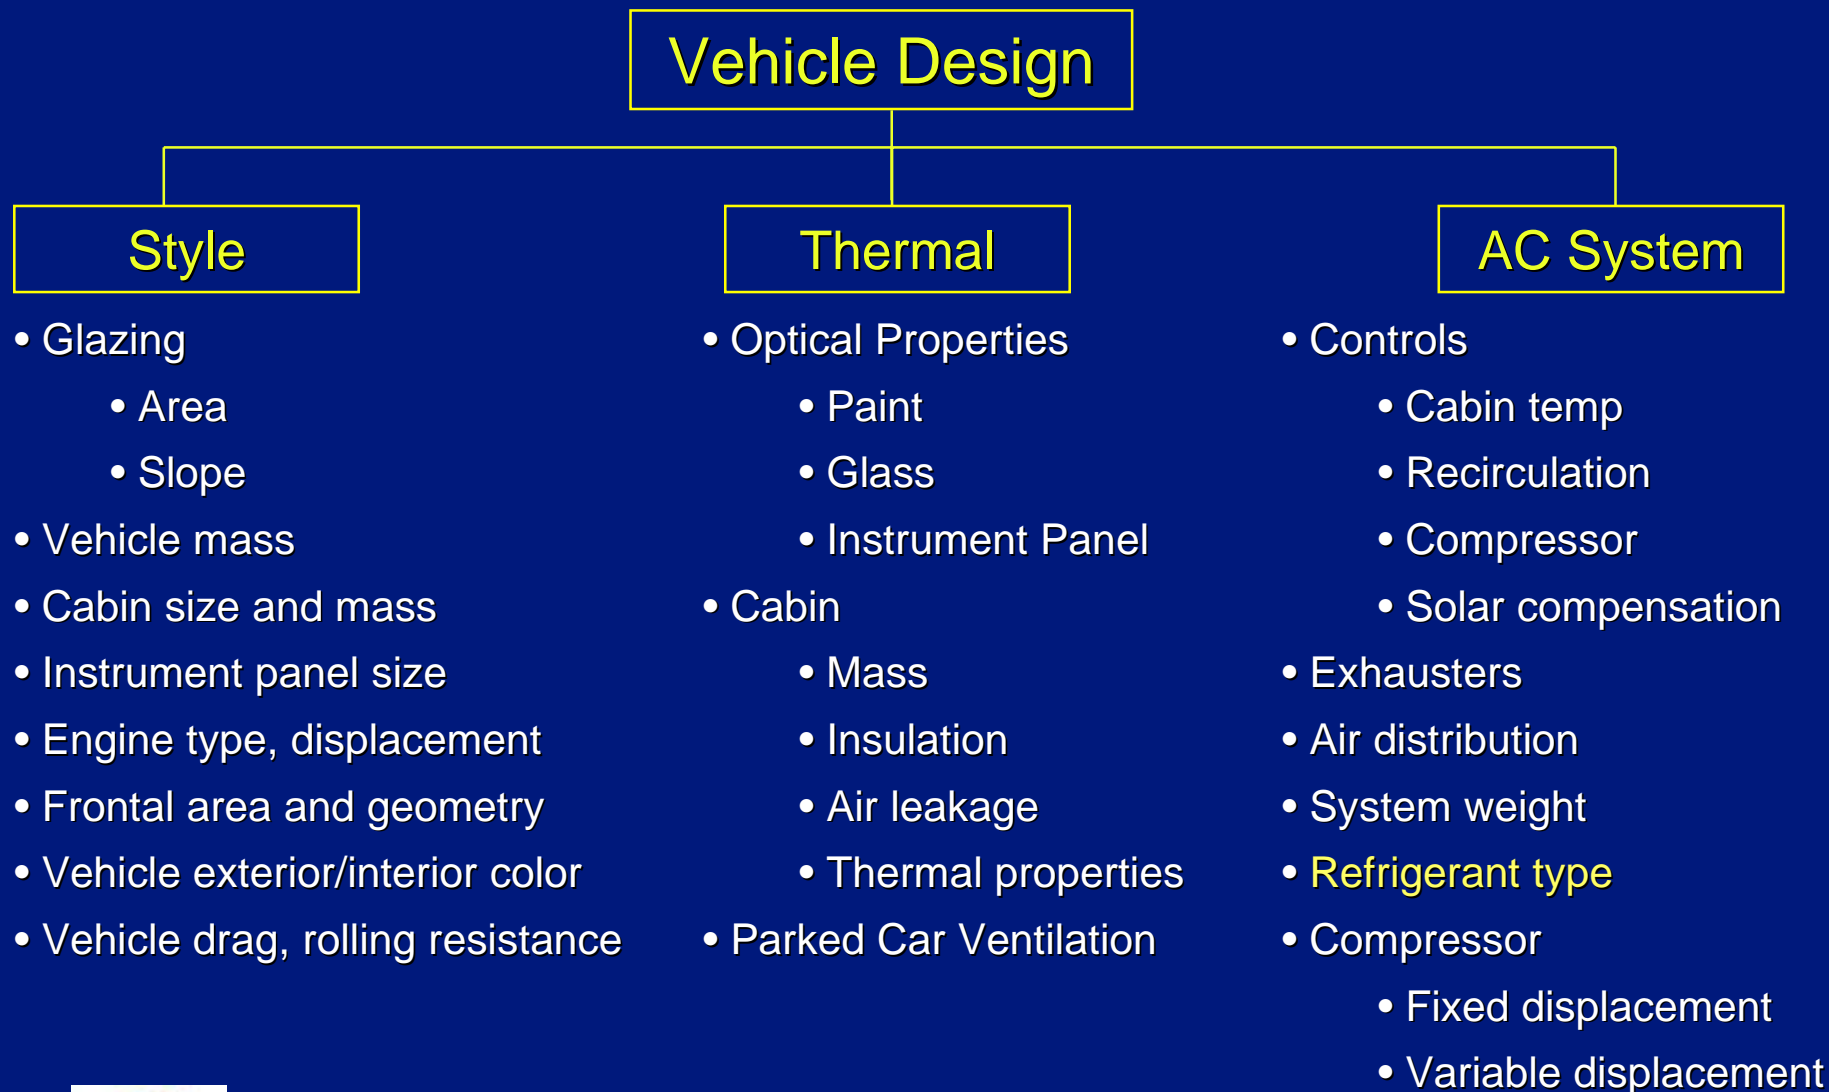 Vehicle Design
Style
• Glazing
• Area
• Slope
• Vehicle mass
• Cabin size and mass
• Instrument panel size
• Engine type, displacement
• Frontal area and geometry
• Vehicle exterior/interior color
• Vehicle drag, rolling resistance
Thermal
• Optical Properties
• Paint
• Glass
• Instrument Panel
• Cabin
• Mass
• Insulation
• Air leakage
• Thermal properties
• Parked Car Ventilation
AC System
• Controls
• Cabin temp
• Recirculation
• Compressor
• Solar compensation
• Exhausters
• Air distribution
• System weight
• Refrigerant type
• Compressor
• Fixed displacement
• Variable displacement